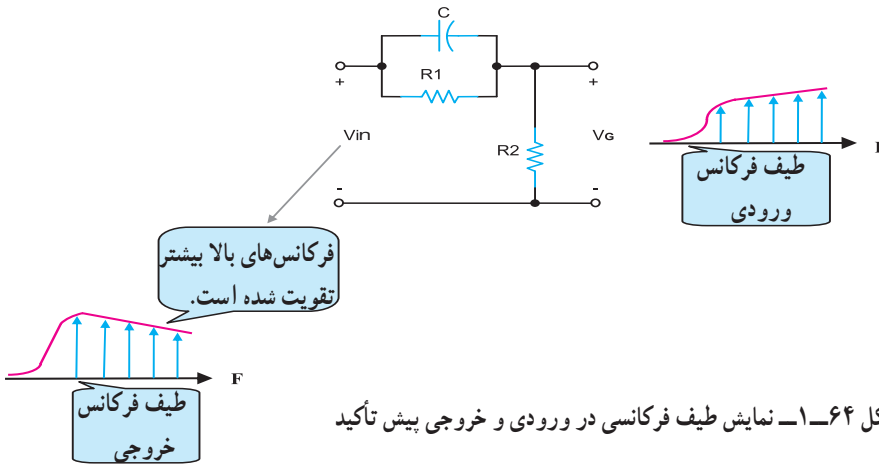 C
R1
+
+
Vin
R2
VG
-
-
طیف فرکانس
ورودی
فرکانس‌های بالا بیشتر
تقویت شده است.
F
طیف فرکانس
خروجی
کل ۶۴ــ۱ــ نمایش طیف فرکانسی در ورودی و خروجی پیش تأکید